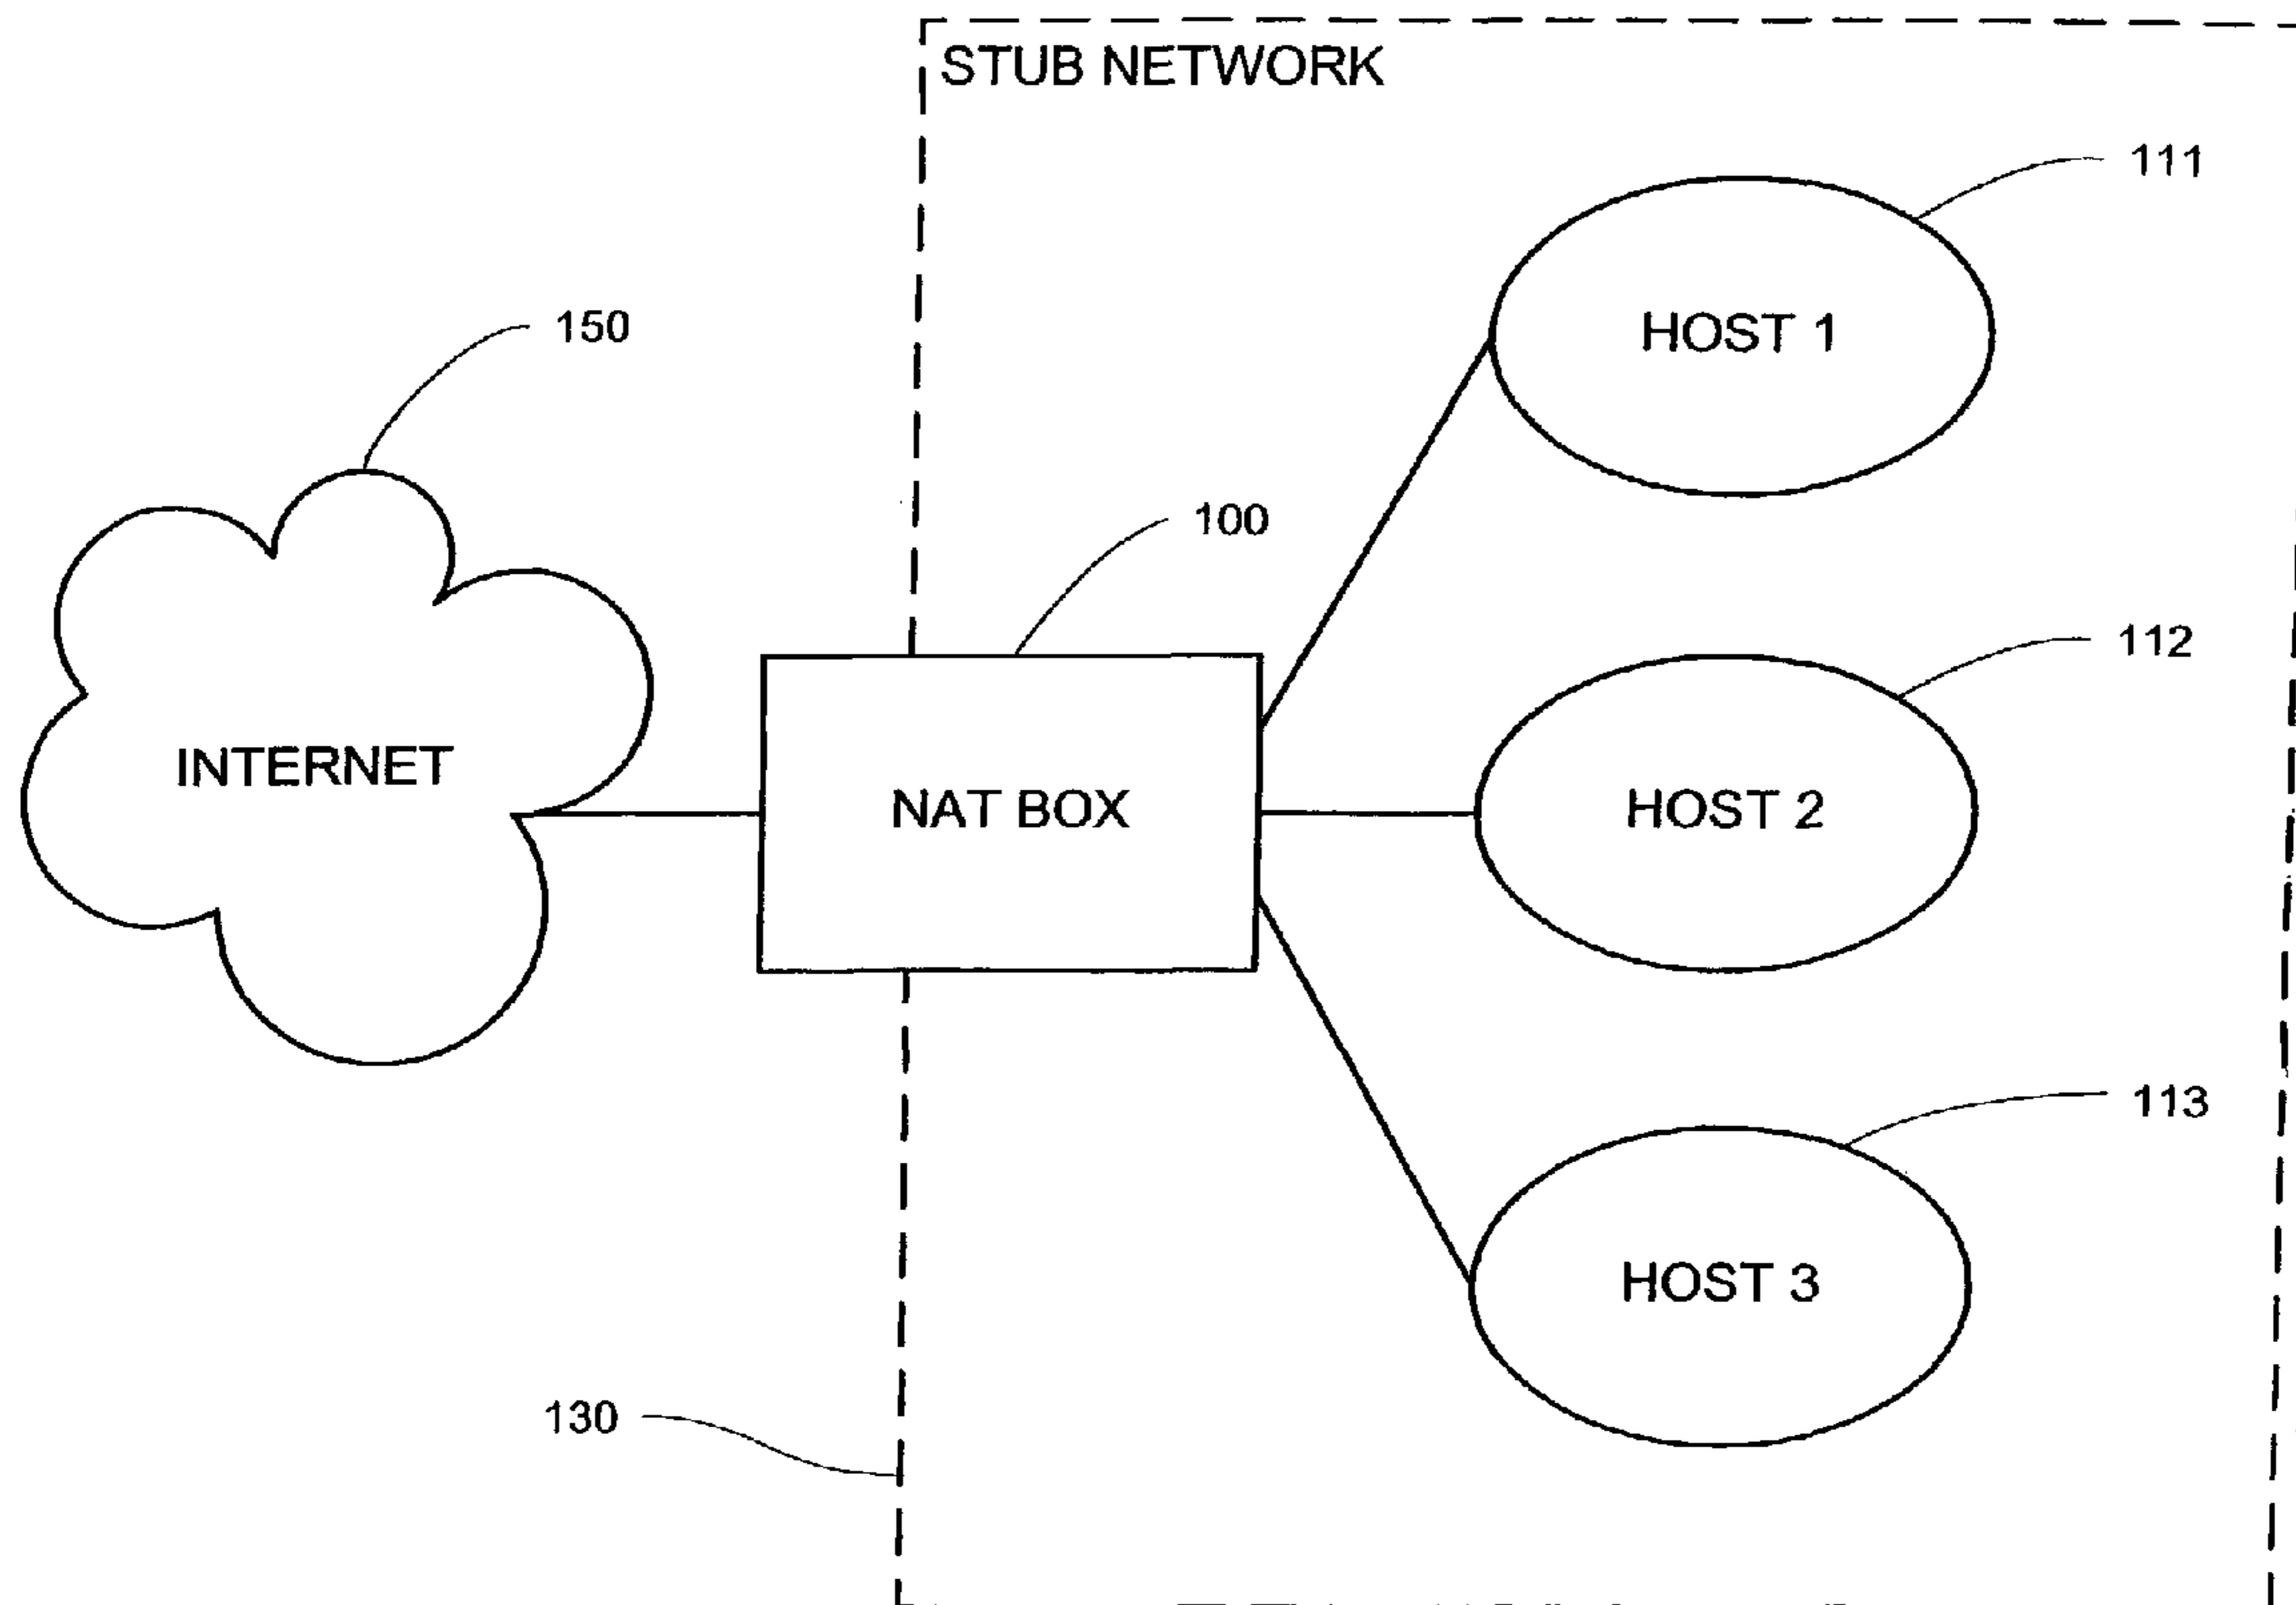 STUB NETWORK
111
HOST 1
150
100
112
INTERNET
NAT BOX
HOST 2
113
HOST 3
130